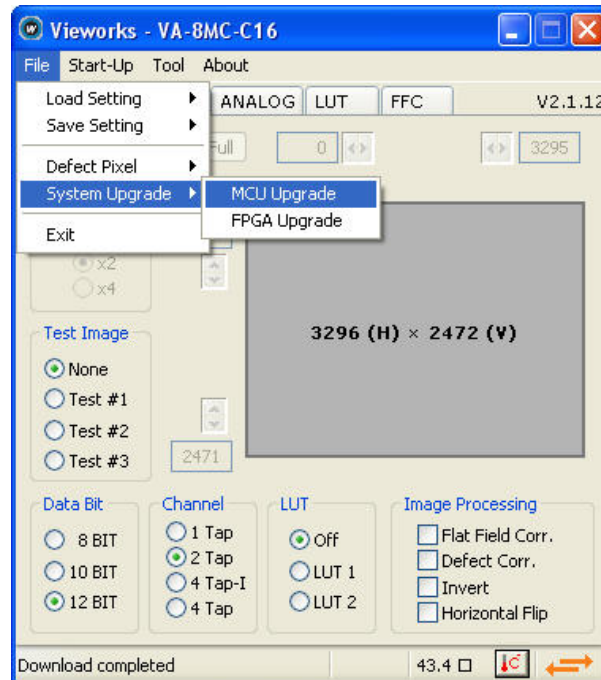 Vieworks - VA-8MC-C16
File Start-Up Tool About
Load Setting
Save Setting
Defect Pixel
System Upgrade
Exit
MCU Upgrade
FPGA Upgrade
ANALOG LUT FFC V2.1.12
Full 0 3295
x2
x4
3296 (H) × 2472 (V)
Test Image
None
Test #1
Test #2
Test #3
2471
Data Bit
8 BIT
10 BIT
12 BIT
Channel
1 Tap
2 Tap
4 Tap-I
4 Tap
LUT
Off
LUT 1
LUT 2
Image Processing
Flat Field Corr.
Defect Corr.
Invert
Horizontal Flip
Download completed 43.4 □ C